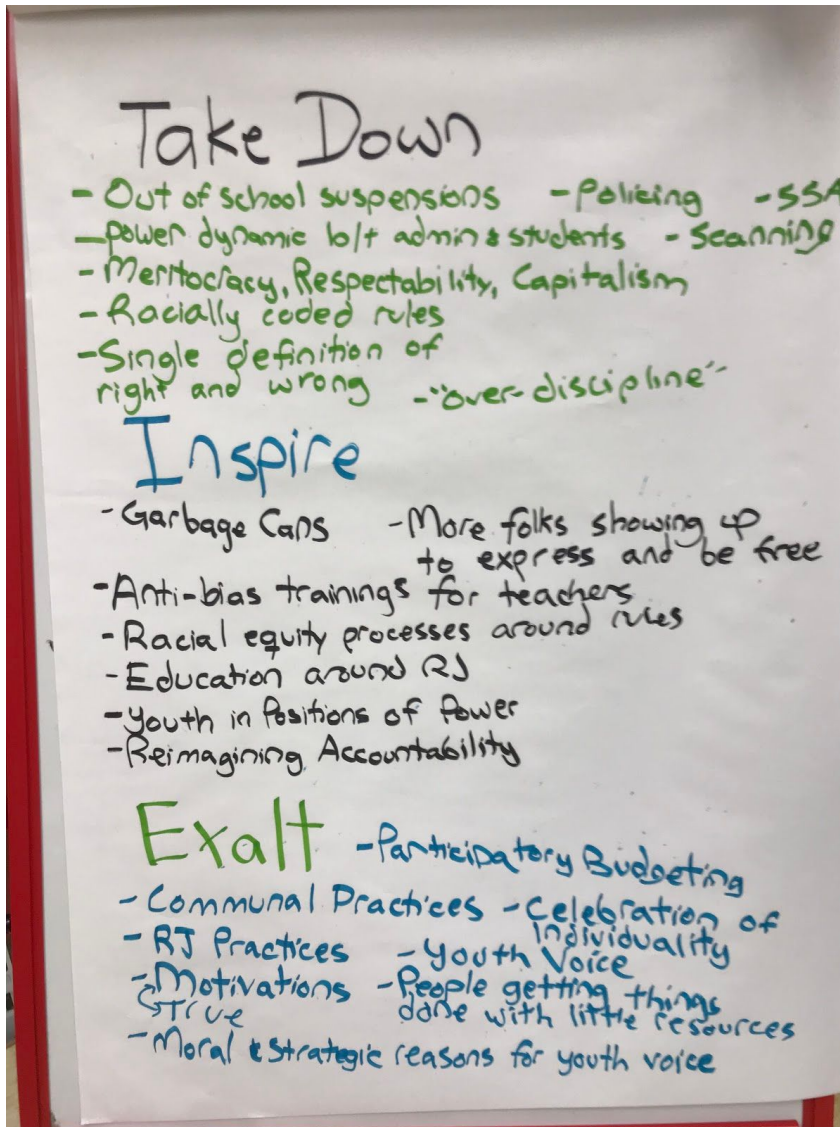 Take Down
- Out of school suspensions - Policing - SSA
- power dynamic b/t admin & students - Scanning
- Meritocracy, Respectability, Capitalism
- Racially coded rules
- Single definition of
right and wrong - "over-discipline"
Inspire
- Garbage Cans - More folks showing up
to express and be free
- Anti-bias trainings for teachers
- Racial equity processes around rules
- Education around RJ
- Youth in Positions of Power
- Reimagining Accountability
Exalt - Participatory Budgeting
- Communal Practices - Celebration of
Individuality
- RJ Practices - Youth Voice
- Motivations - People getting things
True done with little resources
- Moral & Strategic reasons for youth voice